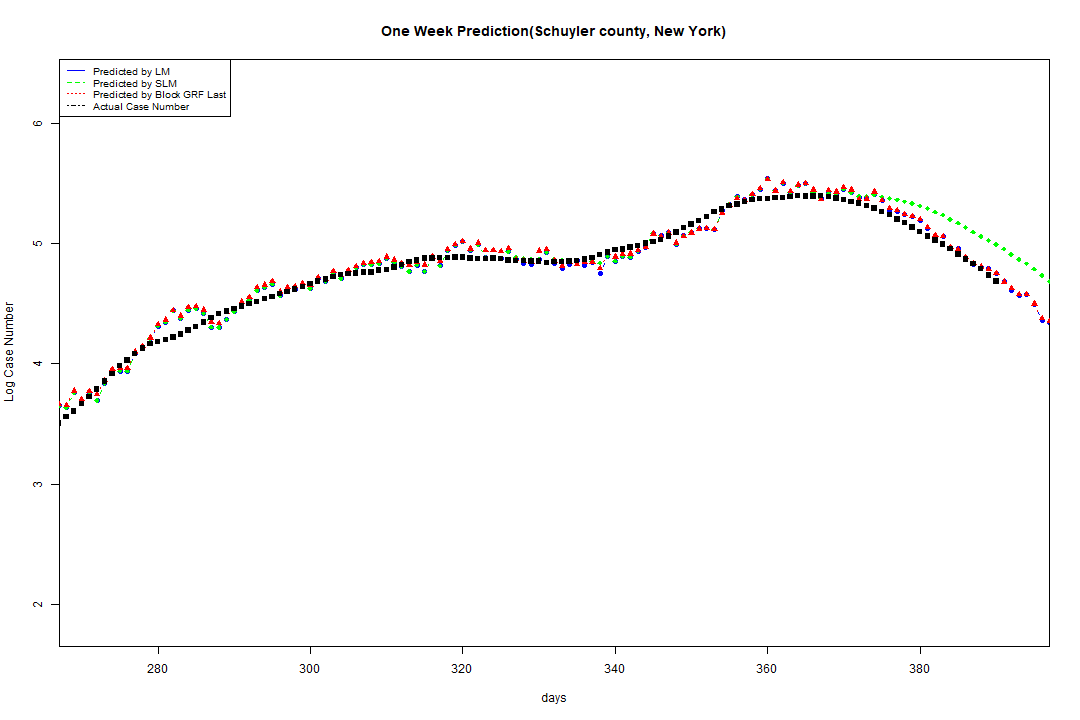 One Week Prediction(Schuyler county, New York)
Predicted by LM
Predicted by SLM
Predicted by Block GRF Last
Actual Case Number
6
5
4
3
2
Log Case Number
280 300 320 340 360 380
days